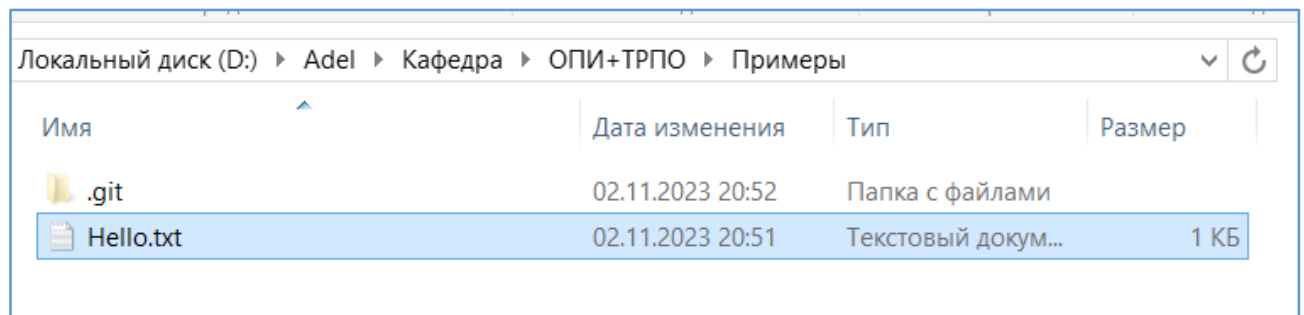 Локальный диск (D:) Adel Кафедра ОПИ+ТРПО Примеры
Имя Дата изменения Тип Размер
.git 02.11.2023 20:52 Папка с файлами
Hello.txt 02.11.2023 20:51 Текстовый докум... 1 КБ